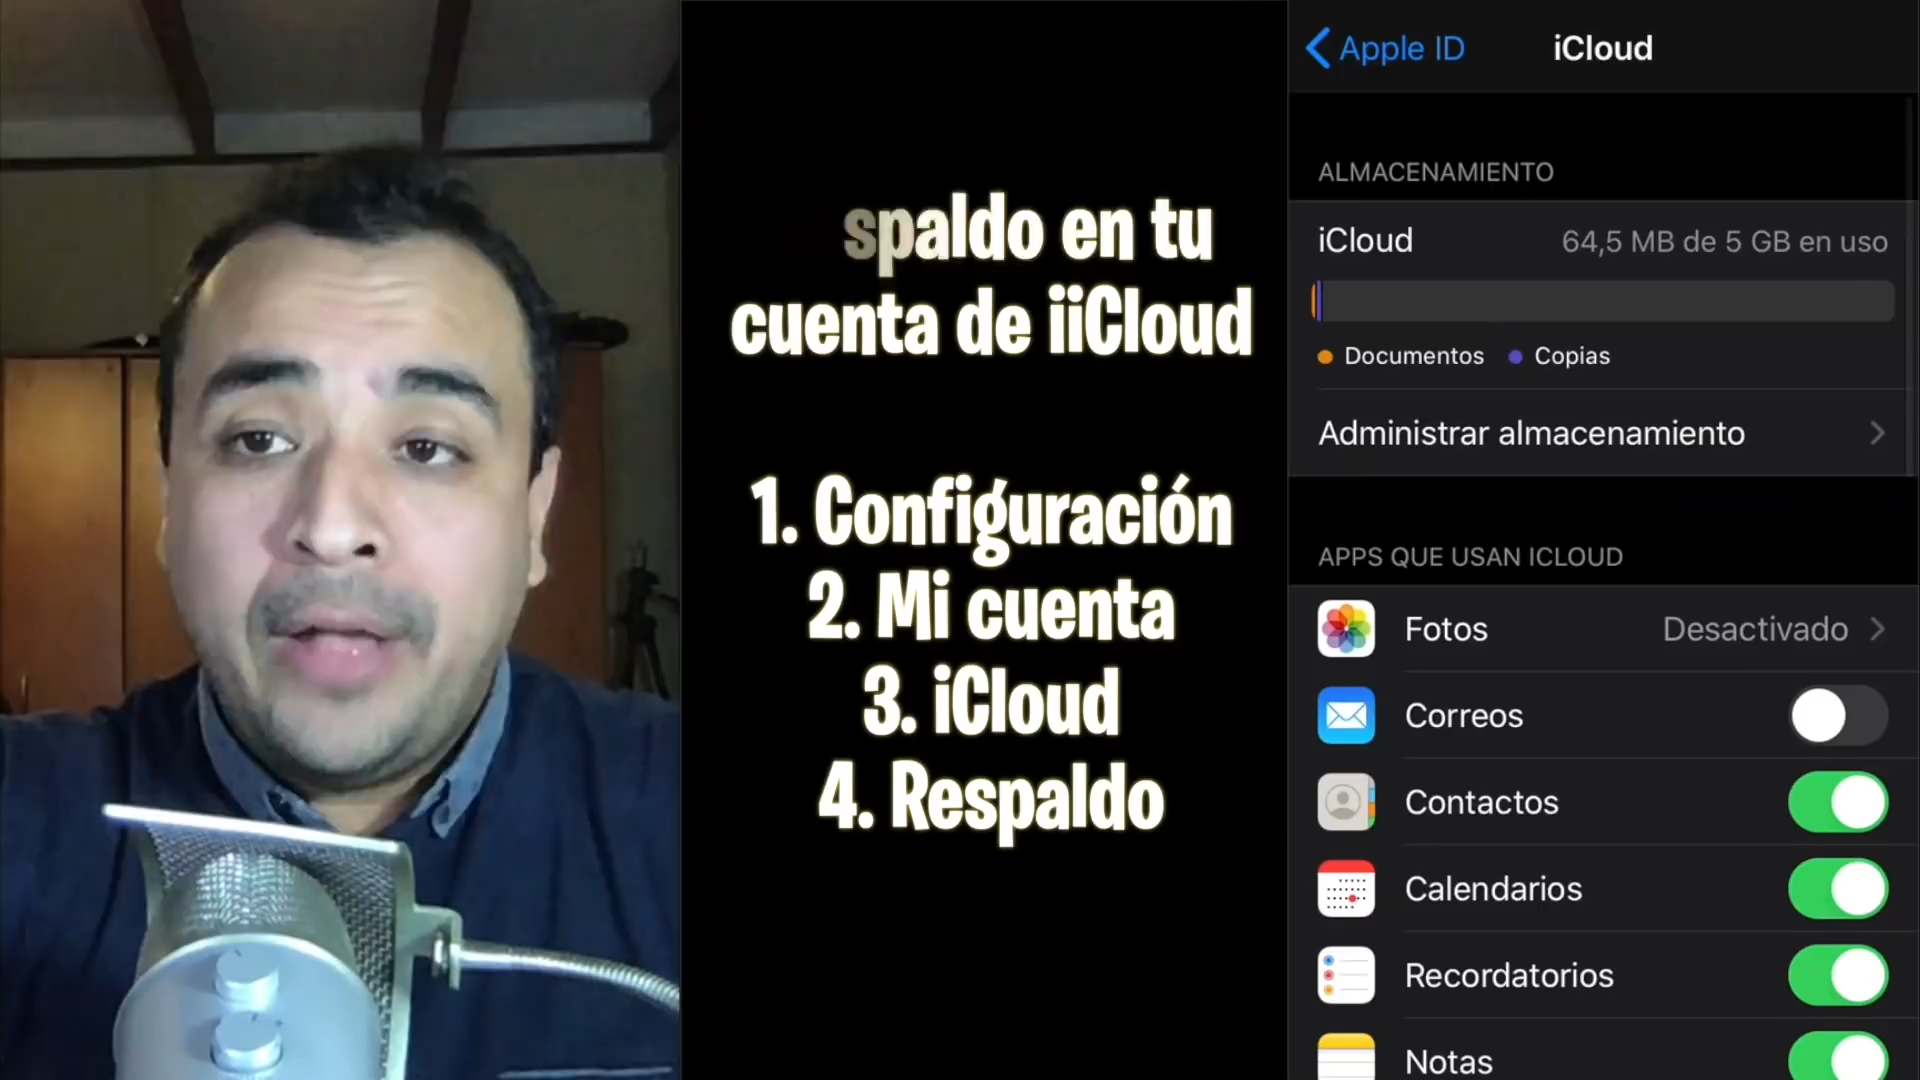 spaldo en tu
cuenta de iiCloud
1. Configuración
2. Mi cuenta
3. iCloud
4. Respaldo
Apple ID
iCloud
ALMACENAMIENTO
iCloud
64,5 MB de 5 GB en uso
Documentos
Copias
Administrar almacenamiento
APPS QUE USAN ICLOUD
Fotos
Desactivado
Correos
Contactos
Calendarios
Recordatorios
Notas